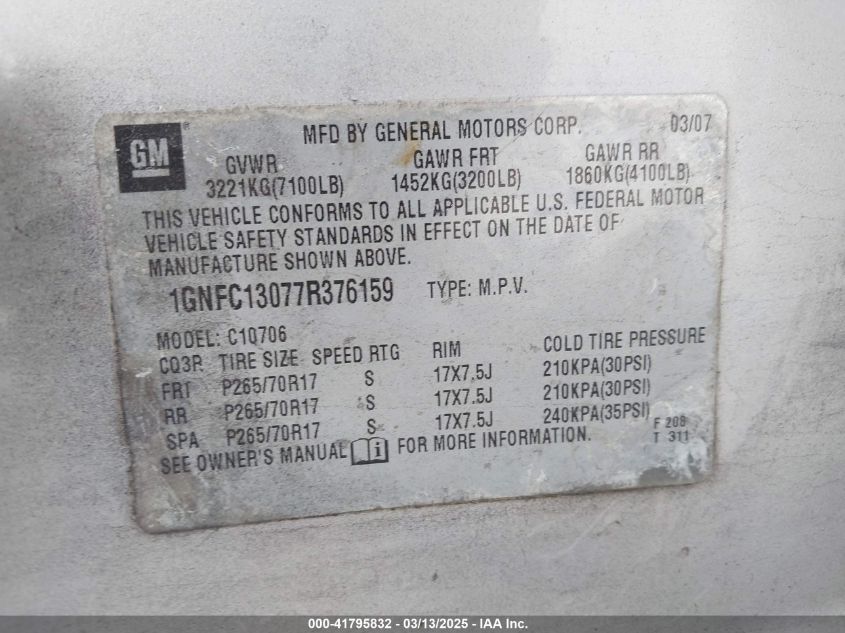 GM
MFD BY GENERAL MOTORS CORP. 03/07
GVWR GAWR FRT GAWR RR
3221KG(7100LB) 1452KG(3200LB) 1860KG(4100LB)
THIS VEHICLE CONFORMS TO ALL APPLICABLE U.S. FEDERAL MOTOR
VEHICLE SAFETY STANDARDS IN EFFECT ON THE DATE OF
MANUFACTURE SHOWN ABOVE.
1GNFC13077R376159 TYPE: M.P.V.
MODEL: C10706
CQ3R TIRE SIZE SPEED RTG RIM COLD TIRE PRESSURE
FRT P265/70R17 S 17X7.5J 210KPA(30PSI)
RR P265/70R17 S 17X7.5J 210KPA(30PSI)
SPA P265/70R17 S 17X7.5J 240KPA(35PSI)
SEE OWNER'S MANUAL i FOR MORE INFORMATION.
F 208
T 311
000-41795832 - 03/13/2025 - IAA Inc.